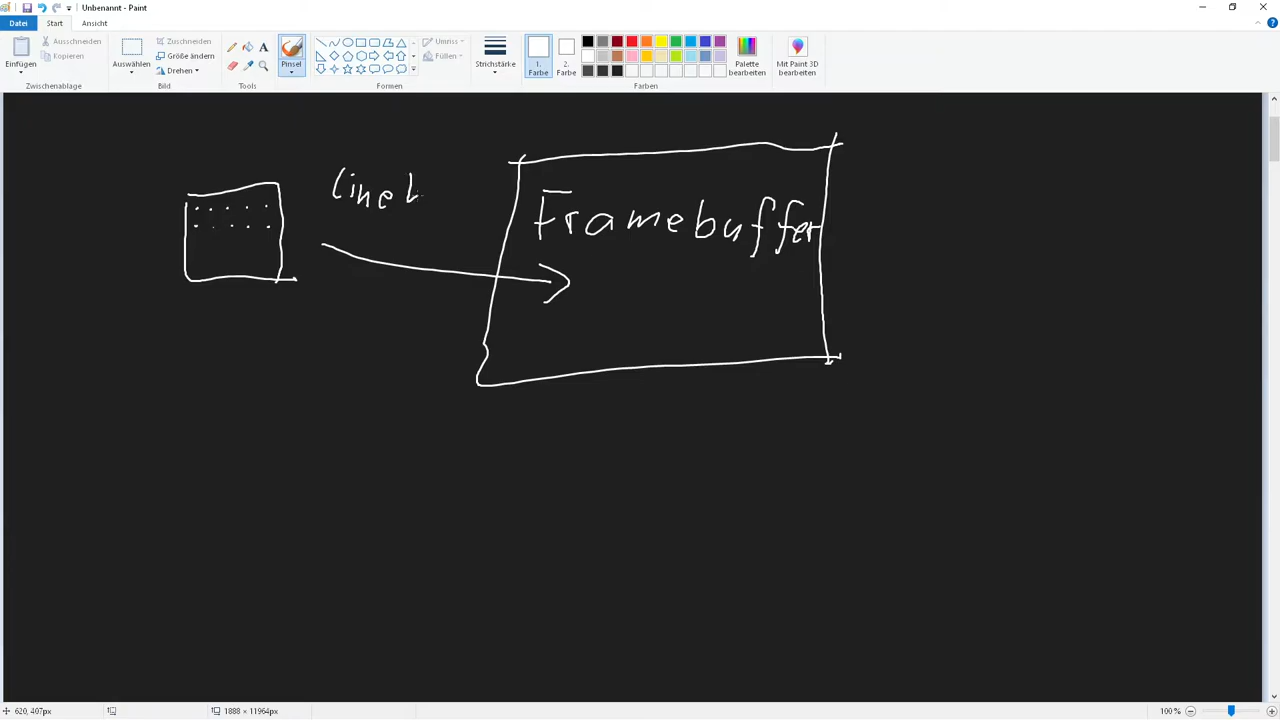 Unbenannt - Paint
Datei
Start
Ansicht
Einfügen
Ausschneiden
Kopieren
Zwischenablage
Auswählen
Zuschneiden
Größe ändern
Drehen
Bild
Tools
Pinsel
Umriss
Füllen
Formen
Strichstärke
1.
Farbe
2.
Farbe
Palette
bearbeiten
Mit Paint 3D
bearbeiten
Farben
line
Framebuffer
620, 407px
1888 × 11964px
100 %